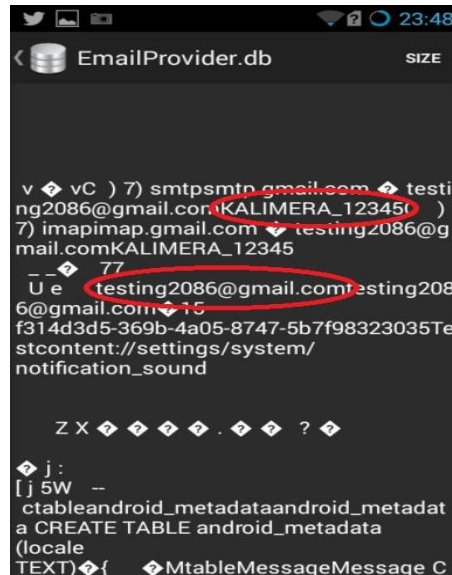 23:48
EmailProvider.db SIZE
v � vC ) 7) smtpsmtp.gmail.com � testi
ng2086@gmail.comKALIMERA_12345 )
7) imapimap.gmail.com � testing2086@g
mail.comKALIMERA_12345
_ _� 77
U e testing2086@gmail.comtesting208
6@gmail.com�15
f314d3d5-369b-4a05-8747-5b7f98323035Te
stcontent://settings/system/
notification_sound
Z X � � � � . � � ? �
� j :
[ j 5W --
ctableandroid_metadataandroid_metadat
a CREATE TABLE android_metadata
(locale
TEXT)�{ �MtableMessageMessage C